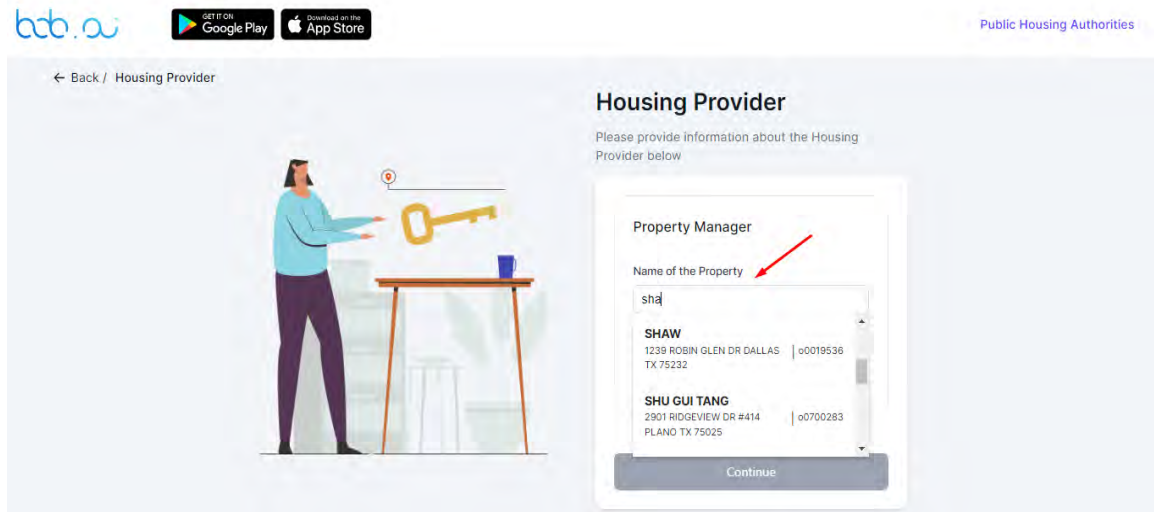 bob.ai
GET IT ON
Google Play
Download on the
App Store
Public Housing Authorities
← Back / Housing Provider
Housing Provider
Please provide information about the Housing
Provider below
Property Manager
Name of the Property
sha
SHAW
1239 ROBIN GLEN DR DALLAS
TX 75232
o0019536
SHU GUI TANG
2901 RIDGEVIEW DR #414
PLANO TX 75025
o0700283
Continue